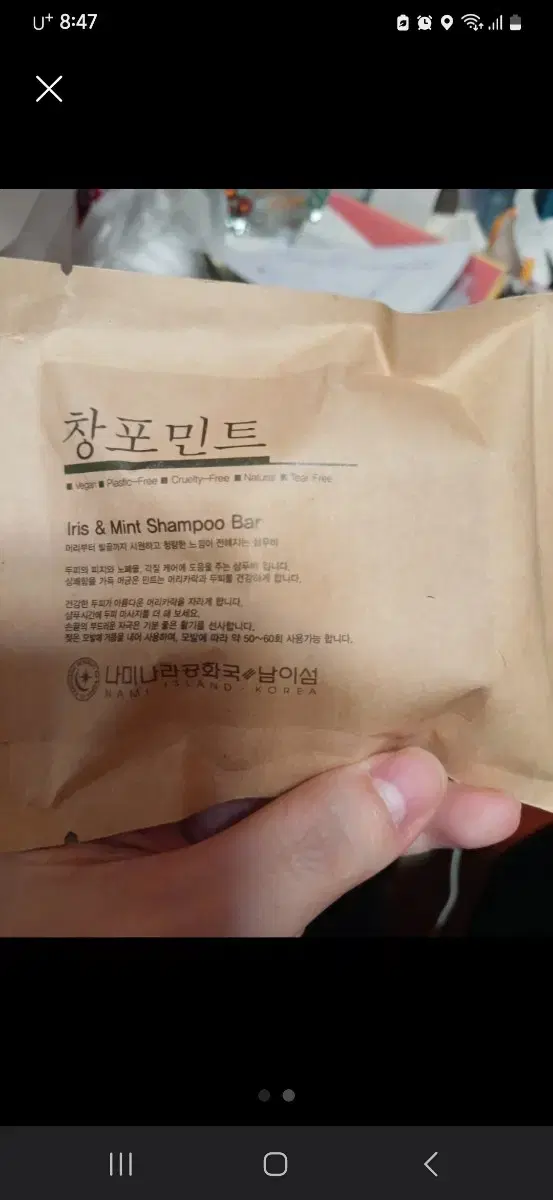 U+ 8:47
창포민트
■ Vegan ■ Plastic-Free ■ Cruelty-Free ■ Natural ■ Tear Free
Iris & Mint Shampoo Bar
머리부터 발끝까지 시원하고 청량한 느낌이 전해지는 샴푸바
두피의 피지와 노폐물, 각질 케어에 도움을 주는 샴푸바 입니다.
상쾌함을 가득 머금은 민트는 머리카락과 두피를 건강하게 합니다.
건강한 두피가 아름다운 머리카락을 자라게 합니다.
샴푸시간에 두피 마사지를 더 해 보세요.
손끝의 부드러운 자극은 기분 좋은 활기를 선사합니다.
젖은 모발에 거품을 내어 사용하며, 모발에 따라 약 50~60회 사용가능 합니다.
나미나라공화국 남이섬
NAMI ISLAND · KOREA